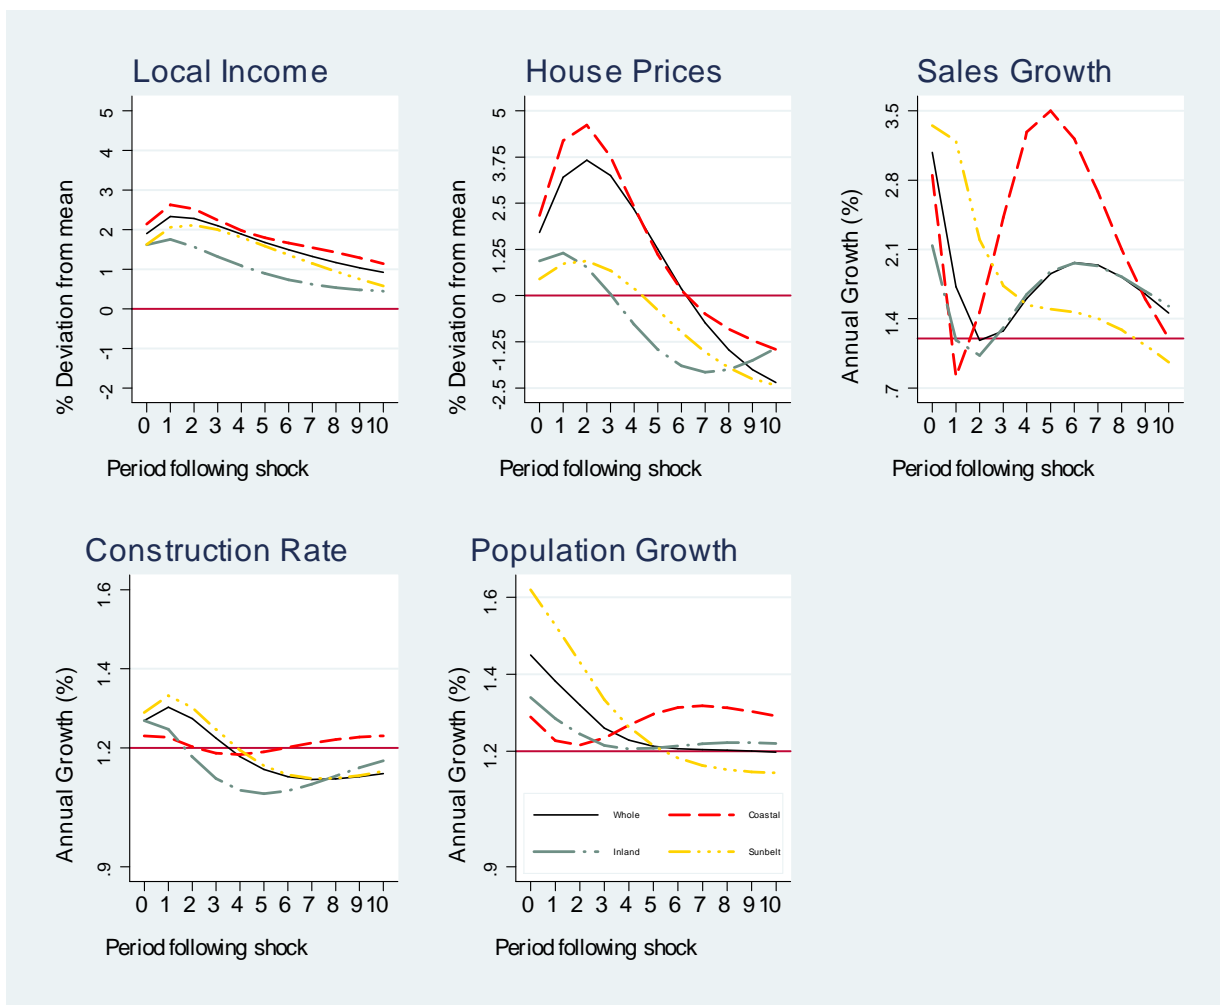 Local Income
House Prices
Sales Growth
% Deviation from mean
5
4
3
2
1
0
-2
0 1 2 3 4 5 6 7 8 9 10
Period following shock
% Deviation from mean
5
3.75
2.5
1.25
0
-1.25
-2.5
0 1 2 3 4 5 6 7 8 9 10
Period following shock
Annual Growth (%)
3.5
2.8
2.1
1.4
.7
0 1 2 3 4 5 6 7 8 9 10
Period following shock
Construction Rate
Population Growth
Annual Growth (%)
1.6
1.4
1.2
.9
0 1 2 3 4 5 6 7 8 9 10
Period following shock
Annual Growth (%)
1.6
1.4
1.2
.9
Whole Coastal
Inland Sunbelt
0 1 2 3 4 5 6 7 8 9 10
Period following shock